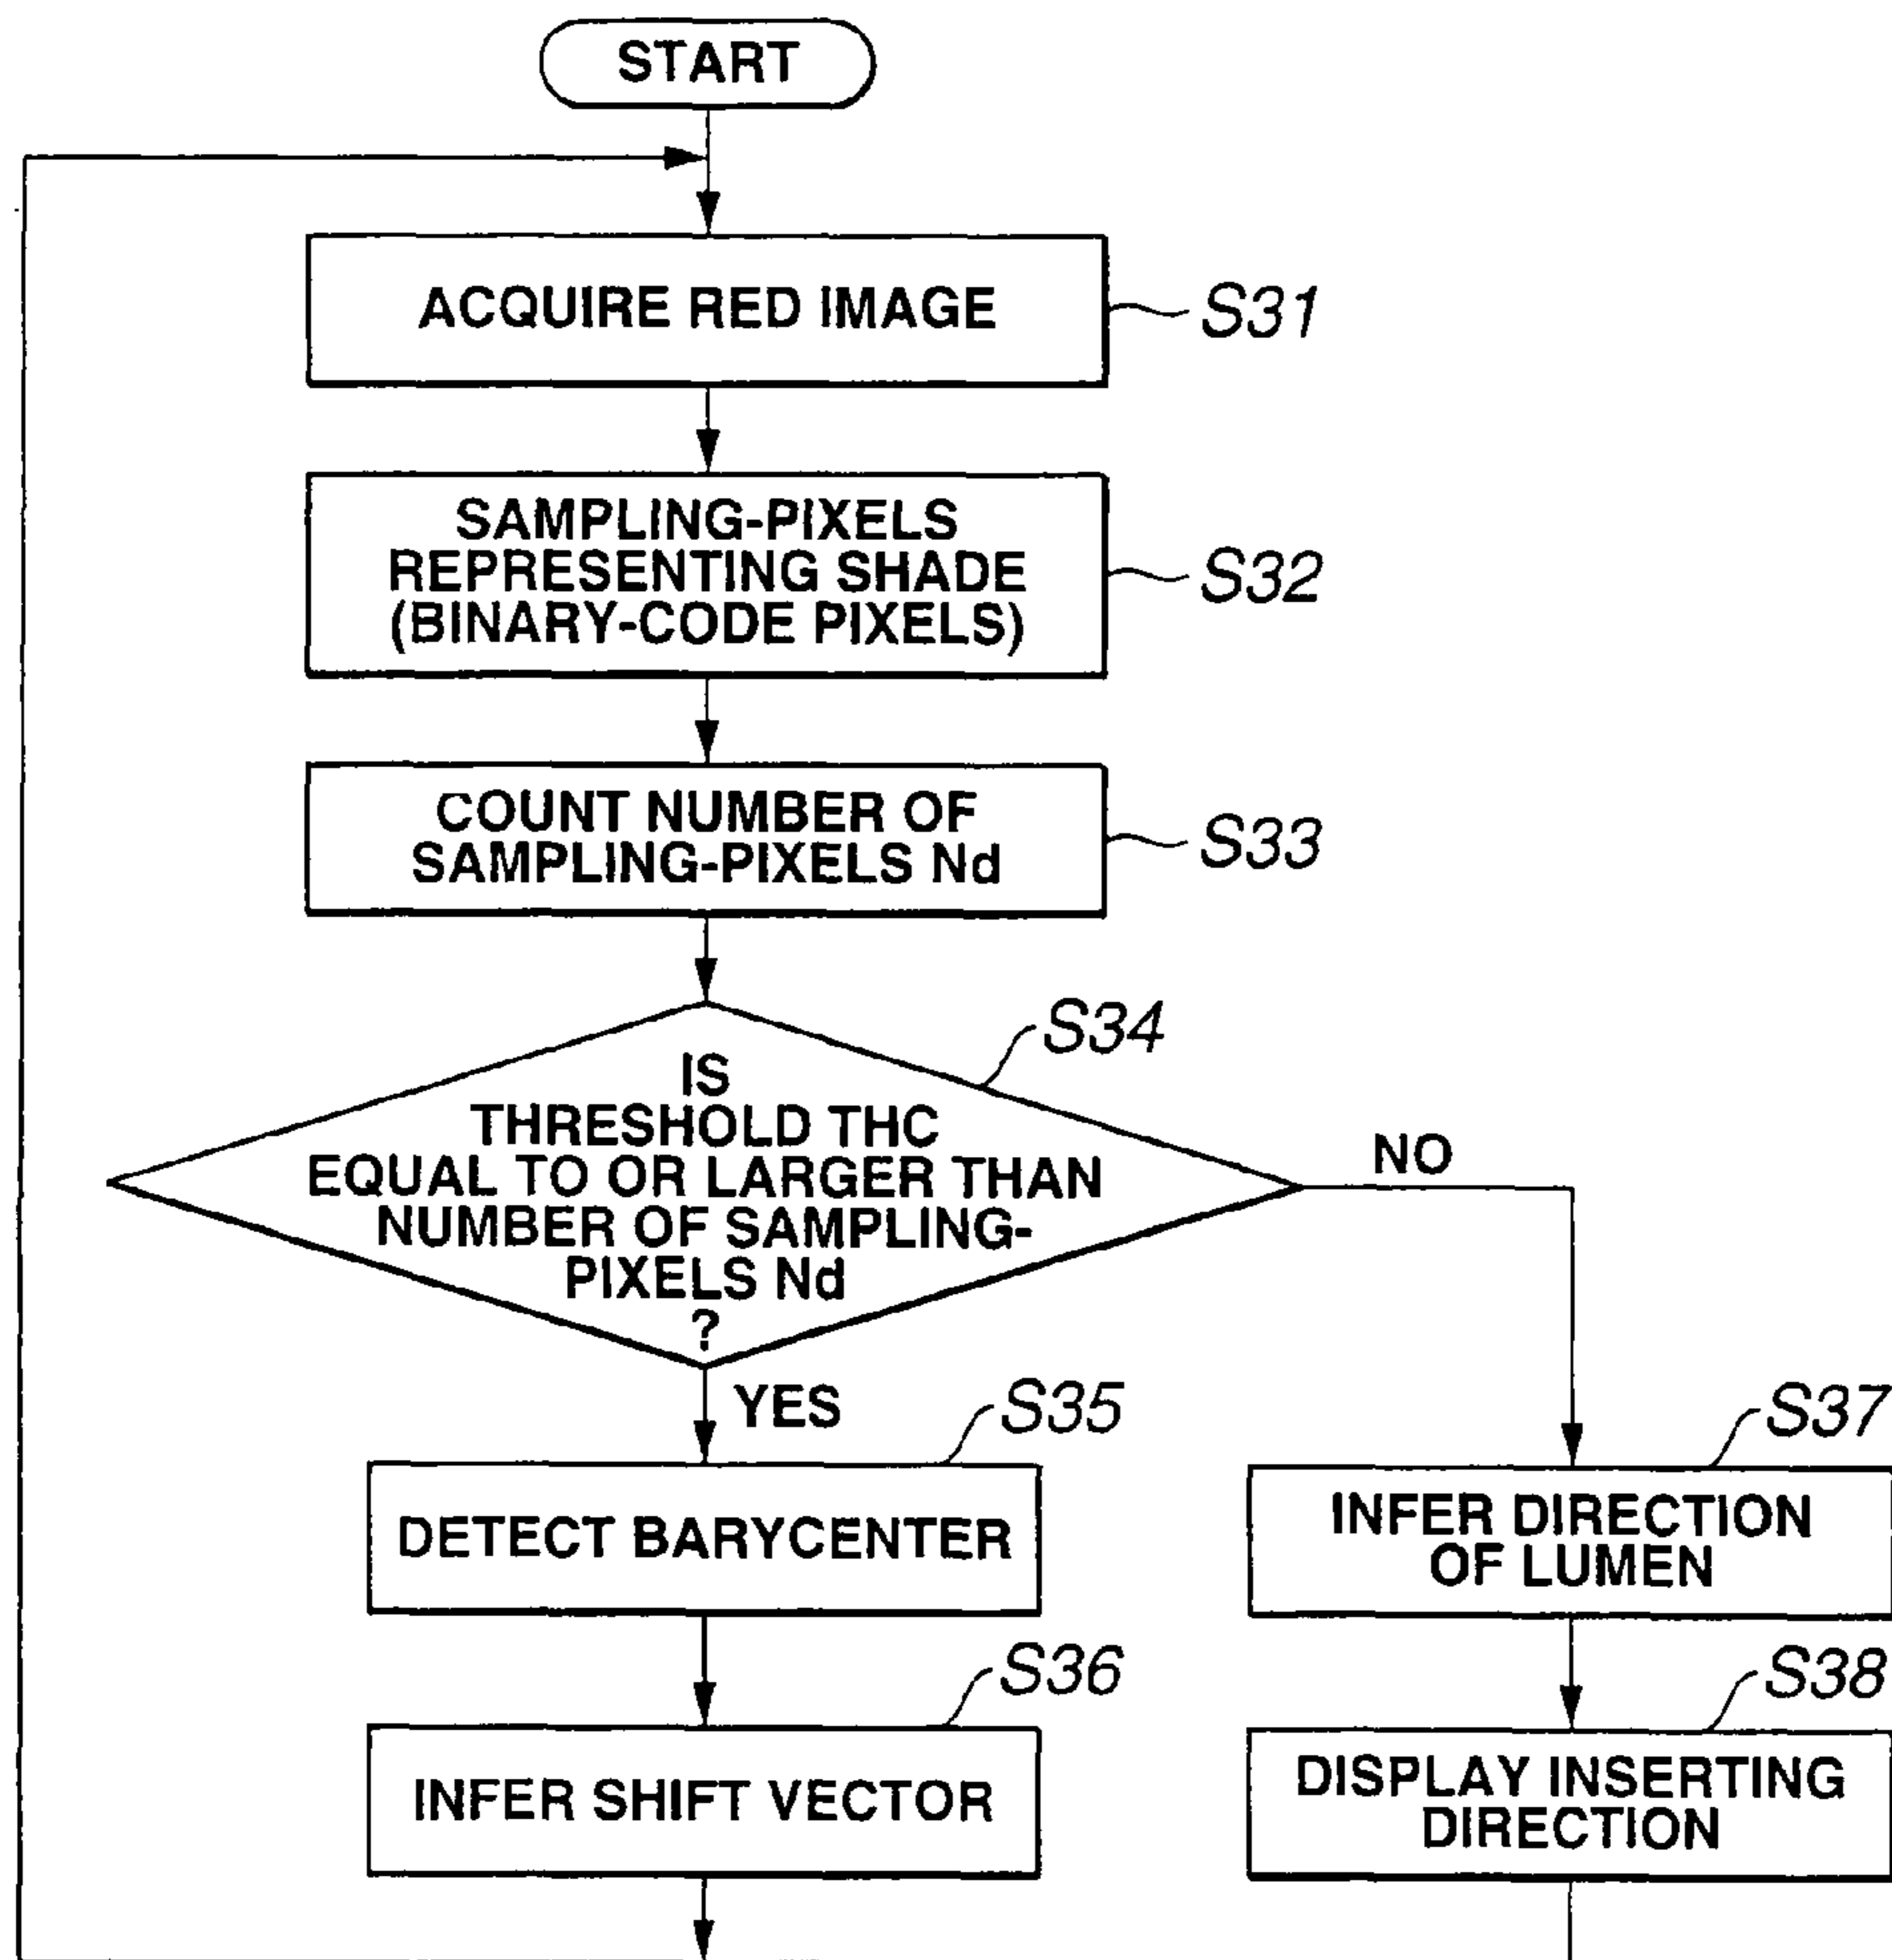 START
ACQUIRE RED IMAGE
S31
SAMPLING-PIXELS
REPRESENTING SHADE
(BINARY-CODE PIXELS)
S32
COUNT NUMBER OF
SAMPLING-PIXELS Nd
S33
S34
IS
THRESHOLD THC
EQUAL TO OR LARGER THAN
NUMBER OF SAMPLING-
PIXELS Nd
?
NO
YES
S35
DETECT BARYCENTER
S36
INFER SHIFT VECTOR
S37
INFER DIRECTION
OF LUMEN
S38
DISPLAY INSERTING
DIRECTION